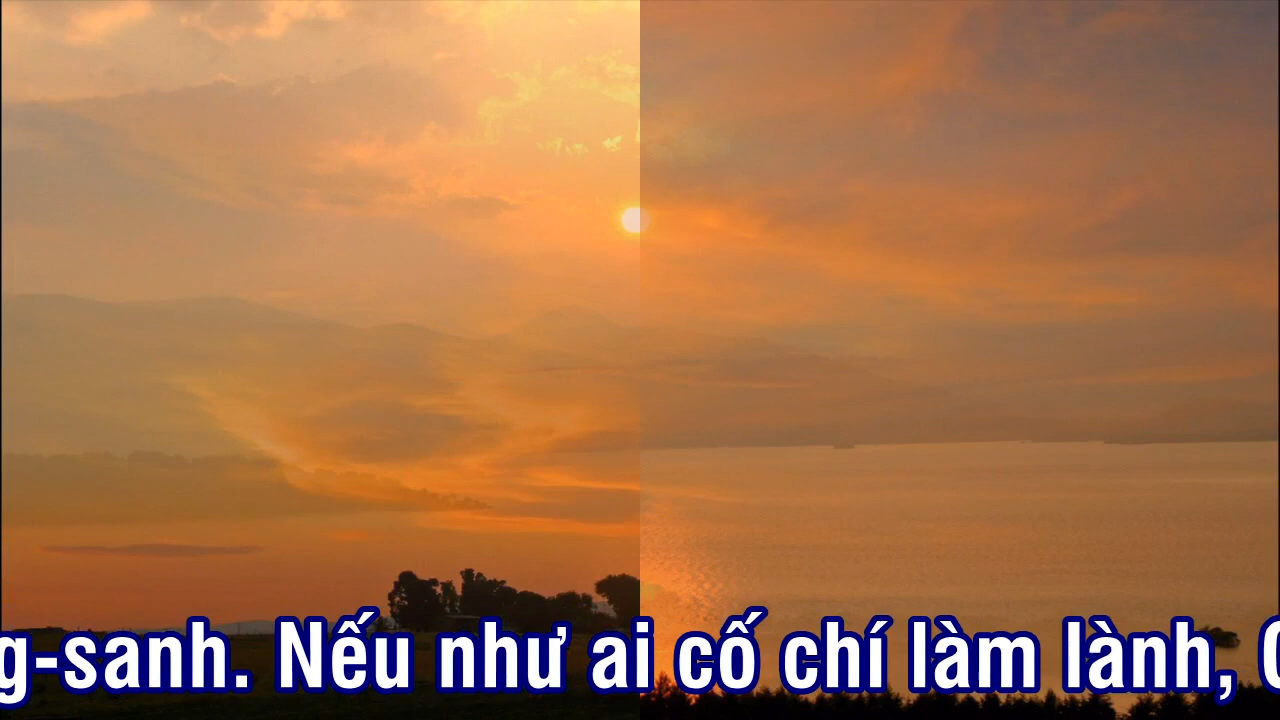 g-sanh. Nếu như ai cố chí làm lành,